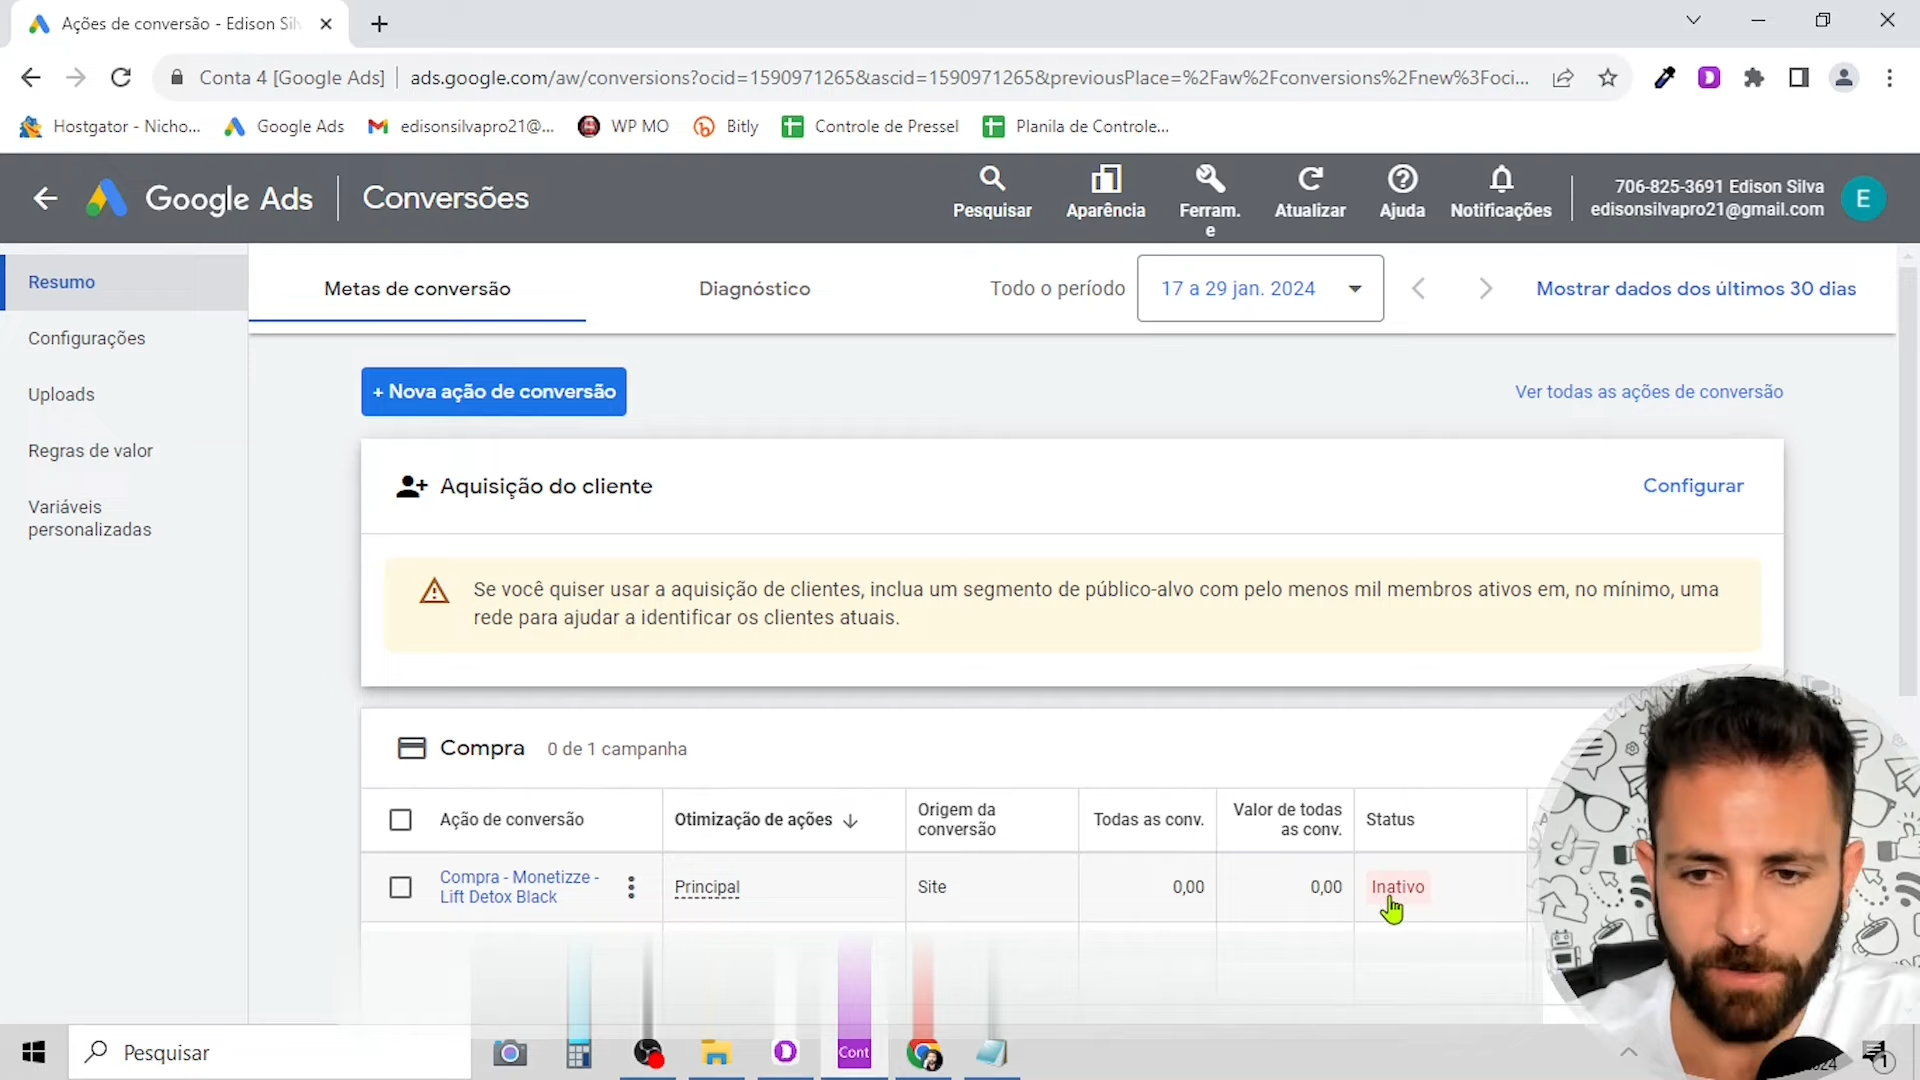 Ações de conversão - Edison Sil
Conta 4 [Google Ads]
ads.google.com/aw/conversions?ocid=1590971265&ascid=1590971265&previousPlace=%2Faw%2Fconversions%2Fnew%3Foci...
Hostgator - Nicho...
Google Ads
edisonsilvapro21@...
WP MO
Bitly
Controle de Pressel
Planila de Controle...
Google Ads
Conversões
Pesquisar
Aparência
Ferram.
e
Atualizar
Ajuda
Notificações
706-825-3691 Edison Silva
edisonsilvapro21@gmail.com
E
Resumo
Configurações
Uploads
Regras de valor
Variáveis
personalizadas
Metas de conversão
Diagnóstico
Todo o período
17 a 29 jan. 2024
Mostrar dados dos últimos 30 dias
+ Nova ação de conversão
Ver todas as ações de conversão
Aquisição do cliente
Configurar
Se você quiser usar a aquisição de clientes, inclua um segmento de público-alvo com pelo menos mil membros ativos em, no mínimo, uma
rede para ajudar a identificar os clientes atuais.
Compra
0 de 1 campanha
Ação de conversão
Otimização de ações
Origem da
conversão
Todas as conv.
Valor de todas
as conv.
Status
Compra - Monetizze -
Lift Detox Black
Principal
Site
0,00
0,00
Inativo
Pesquisar
Cont
1